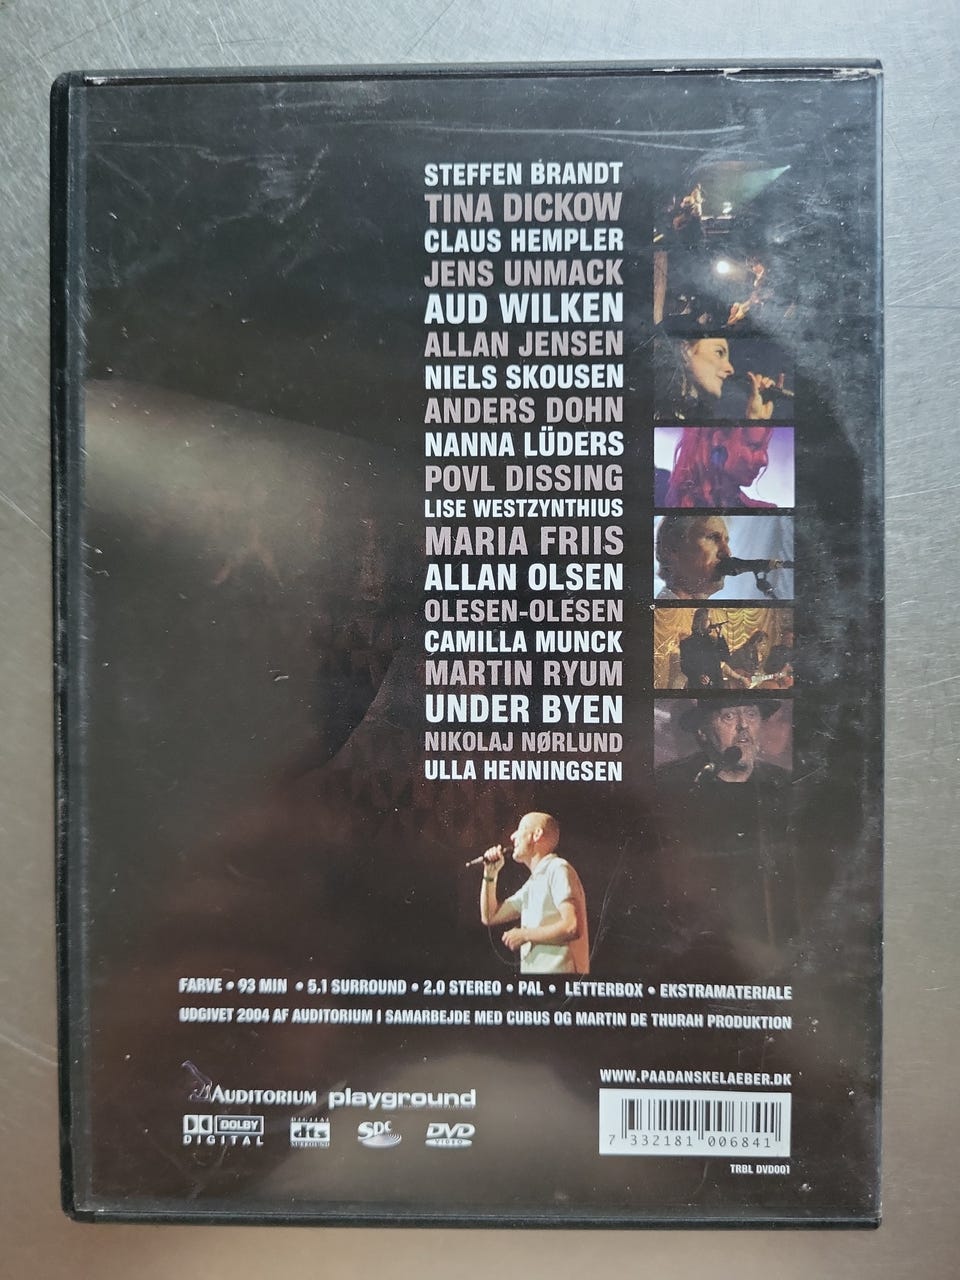 STEFFEN BRANDT
TINA DICKOW
CLAUS HEMPLER
JENS UNMACK
AUD WILKEN
ALLAN JENSEN
NIELS SKOUSEN
ANDERS DOHN
NANNA LÜDERS
POVL DISSING
LISE WESTZYNTHIUS
MARIA FRIIS
ALLAN OLSEN
OLESEN-OLESEN
CAMILLA MUNCK
MARTIN RYUM
UNDER BYEN
NIKOLAJ NØRLUND
ULLA HENNINGSEN
FARVE • 93 MIN • 5.1 SURROUND • 2.0 STEREO • PAL • LETTERBOX • EKSTRAMATERIALE
UDGIVET 2004 AF AUDITORIUM I SAMARBEJDE MED CUBUS OG MARTIN DE THURAH PRODUKTION
WWW.PAADANSKELAEBER.DK
AUDITORIUM playground
DOLBY DIGITAL
DIGITAL dts SURROUND
SDC
DVD VIDEO
7 332181 006841
TRBL DVD001